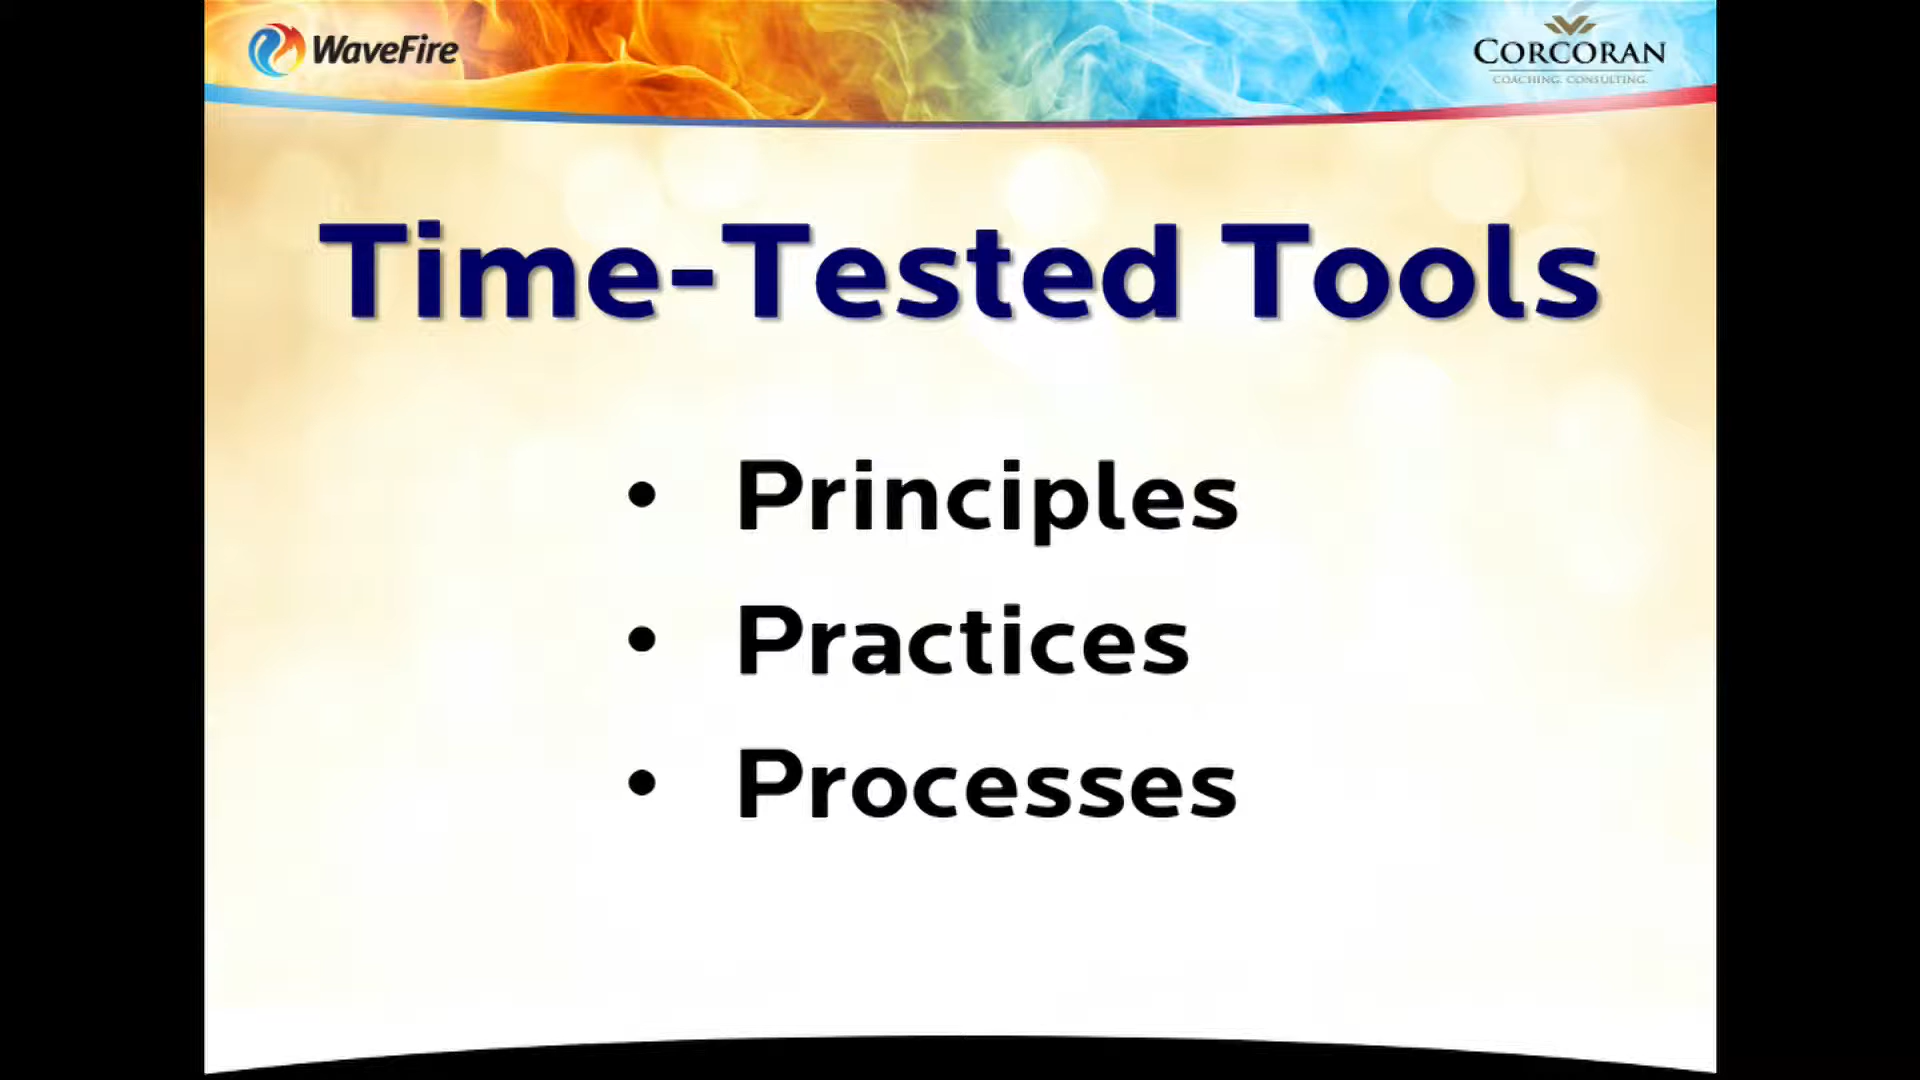 WaveFire
CORCORAN
COACHING. CONSULTING.
Time-Tested Tools
• Principles
• Practices
• Processes